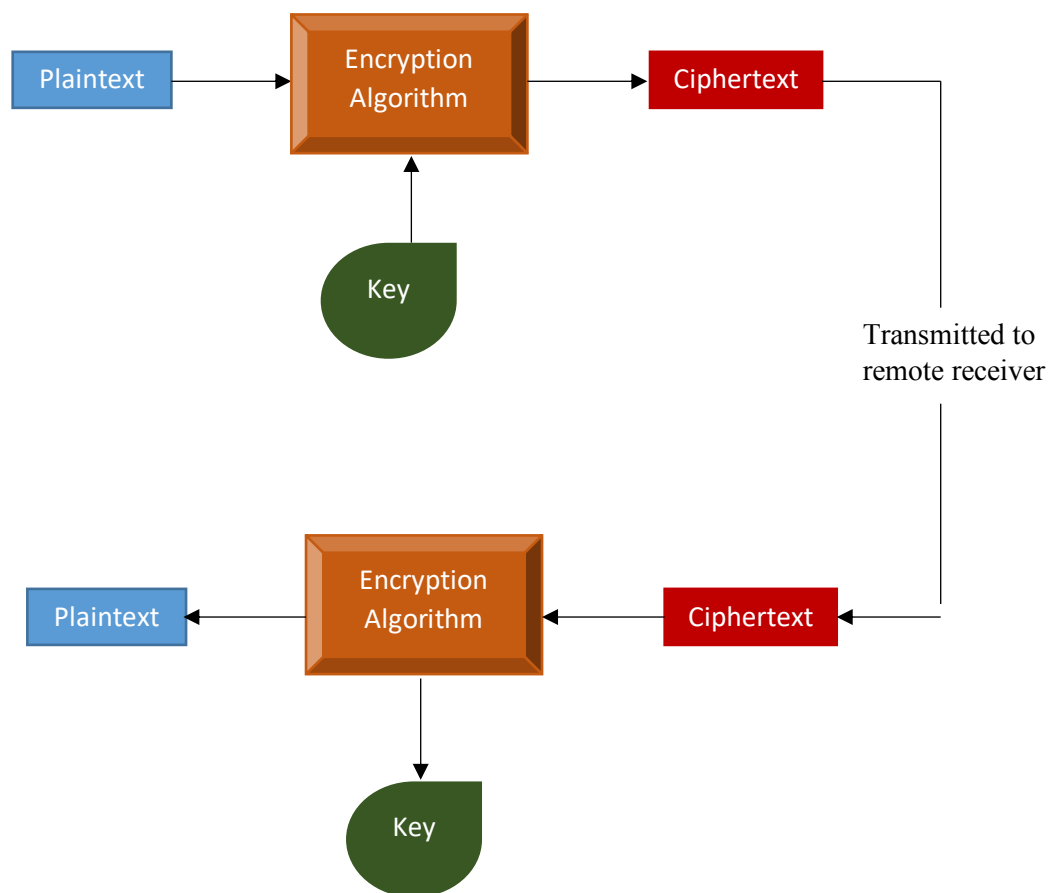 Plaintext
Encryption
Algorithm
Ciphertext
Key
Transmitted to
remote receiver
Plaintext
Encryption
Algorithm
Ciphertext
Key